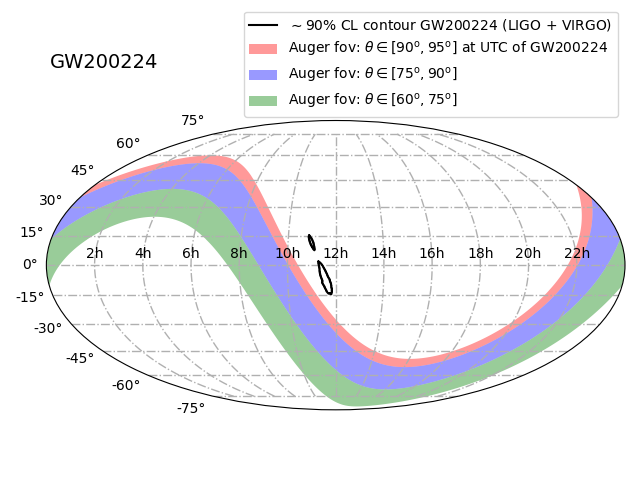 ~ 90% CL contour GW200224 (LIGO + VIRGO)
Auger fov: θ ∈ [90°, 95°] at UTC of GW200224
Auger fov: θ ∈ [75°, 90°]
Auger fov: θ ∈ [60°, 75°]
GW200224
75°
60°
45°
30°
15°
0°
2h 4h 6h 8h 10h 12h 14h 16h 18h 20h 22h
-15°
-30°
-45°
-60°
-75°